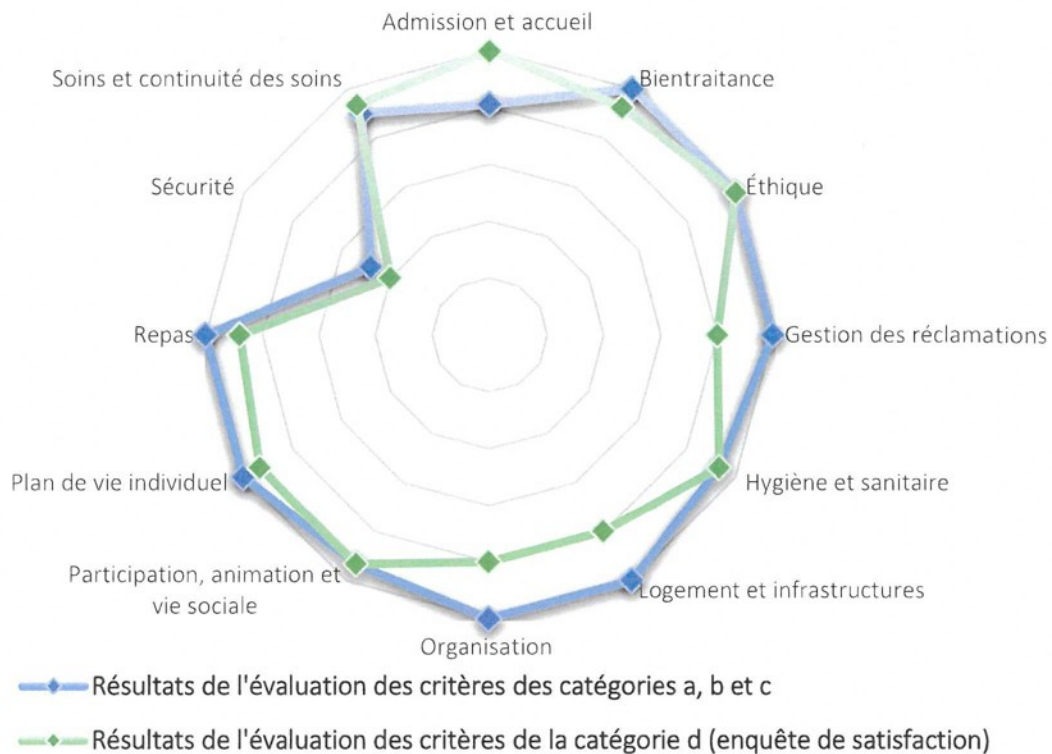 Admission et accueil
Soins et continuité des soins
Bientraitance
Sécurité
Éthique
Repas
Gestion des réclamations
Plan de vie individuel
Hygiène et sanitaire
Participation, animation et
vie sociale
Logement et infrastructures
Organisation
Résultats de l'évaluation des critères des catégories a, b et c
Résultats de l'évaluation des critères de la catégorie d (enquête de satisfaction)